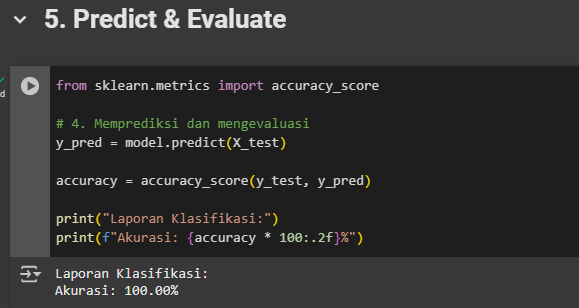 5. Predict & Evaluate
from sklearn.metrics import accuracy_score
# 4. Memprediksi dan mengevaluasi
y_pred = model.predict(X_test)
accuracy = accuracy_score(y_test, y_pred)
print("Laporan Klasifikasi:")
print(f"Akurasi: {accuracy * 100:.2f}%")
Laporan Klasifikasi:
Akurasi: 100.00%